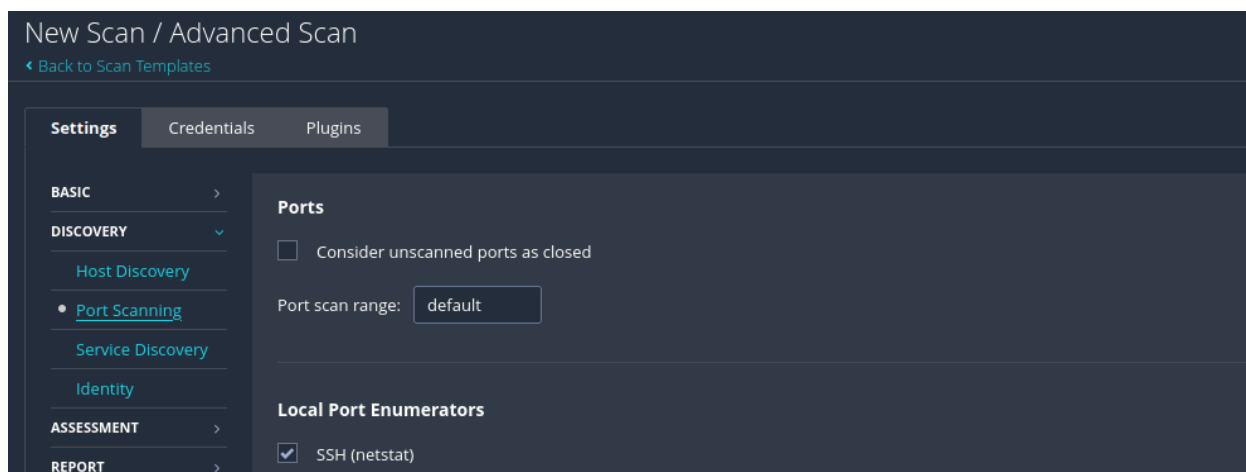 New Scan / Advanced Scan
Back to Scan Templates
Settings Credentials Plugins
BASIC
DISCOVERY
Host Discovery
Port Scanning
Service Discovery
Identity
ASSESSMENT
REPORT
Ports
Consider unscanned ports as closed
Port scan range: default
Local Port Enumerators
SSH (netstat)